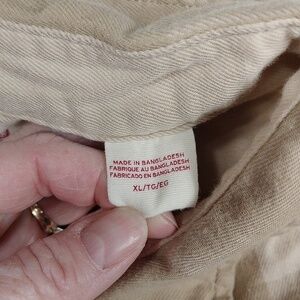 MADE IN BANGLADESH
FABRIQUE AU BANGLADESH
FABRICADO EN BANGLADESH
XL/TG/EG